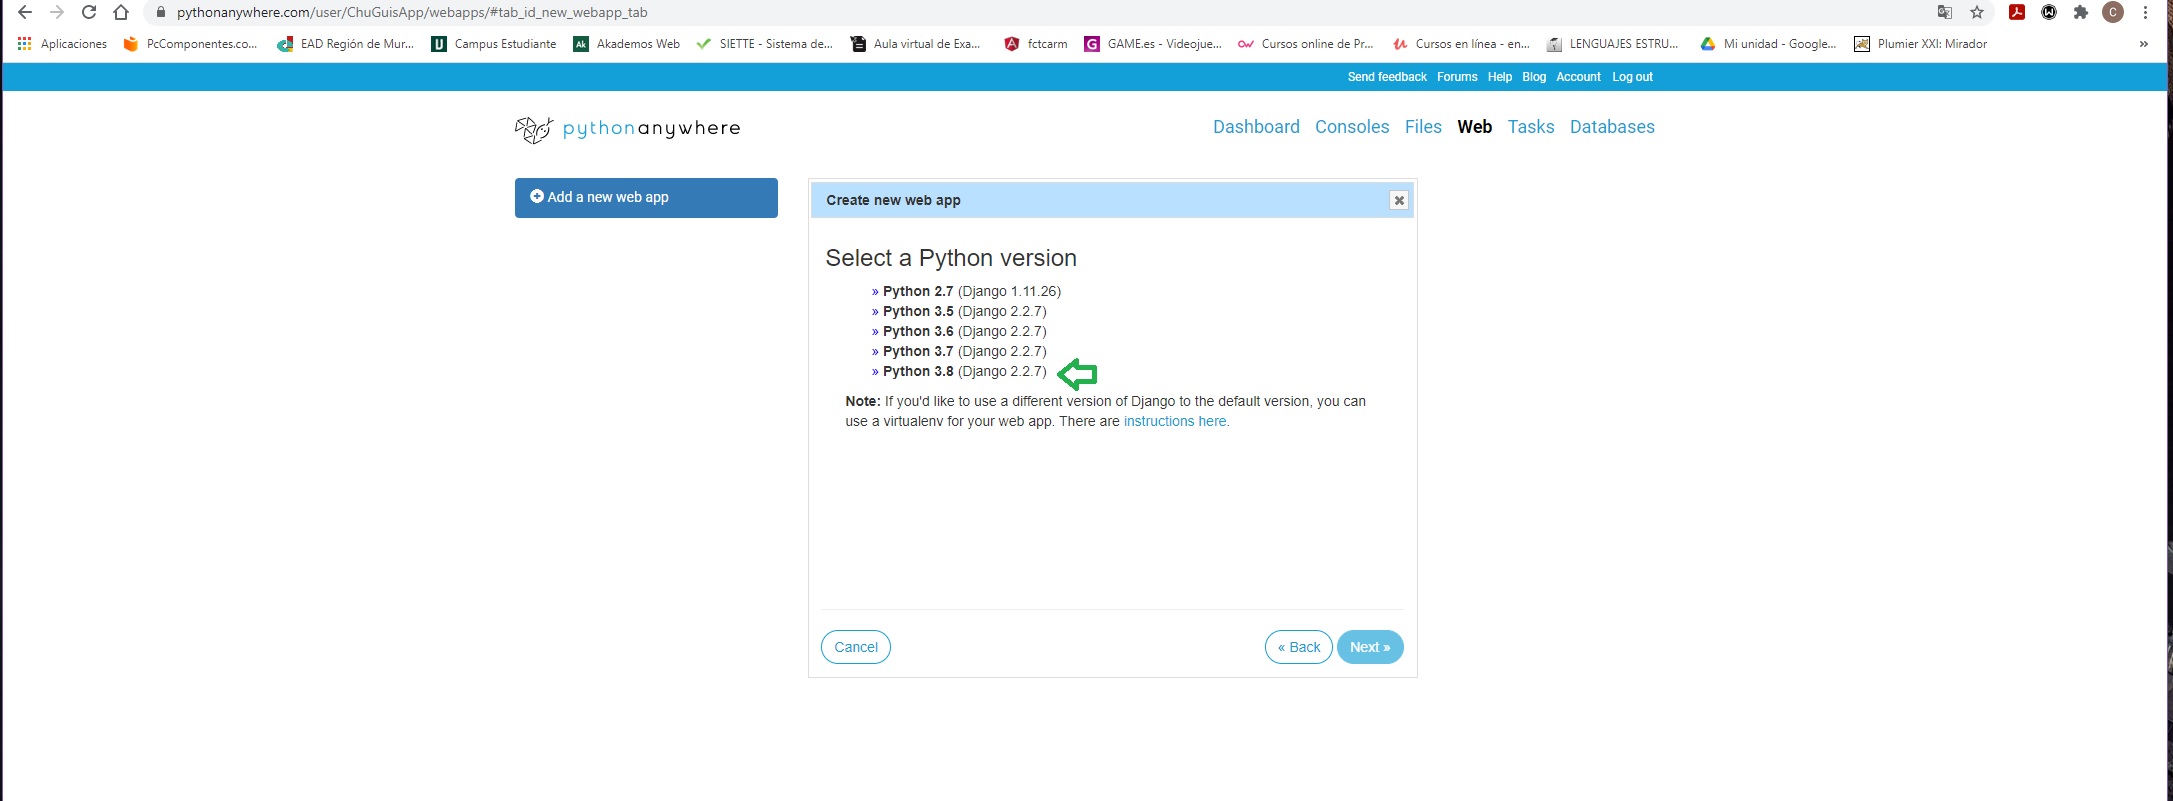 pythonanywhere.com/user/ChuGuisApp/webapps/#tab_id_new_webapp_tab
C
Aplicaciones PcComponentes.co... EAD Región de Mur... Campus Estudiante Akademos Web SIETTE - Sistema de... Aula virtual de Exa... fctcarm GAME.es - Videojue... Cursos online de Pr... Cursos en línea - en... LENGUAJES ESTRU... Mi unidad - Google... Plumier XXI: Mirador »
Send feedback Forums Help Blog Account Log out
pythonanywhere
Dashboard Consoles Files Web Tasks Databases
Add a new web app
Create new web app
Select a Python version
» Python 2.7 (Django 1.11.26)
» Python 3.5 (Django 2.2.7)
» Python 3.6 (Django 2.2.7)
» Python 3.7 (Django 2.2.7)
» Python 3.8 (Django 2.2.7)
Note: If you'd like to use a different version of Django to the default version, you can
use a virtualenv for your web app. There are instructions here.
Cancel « Back Next »